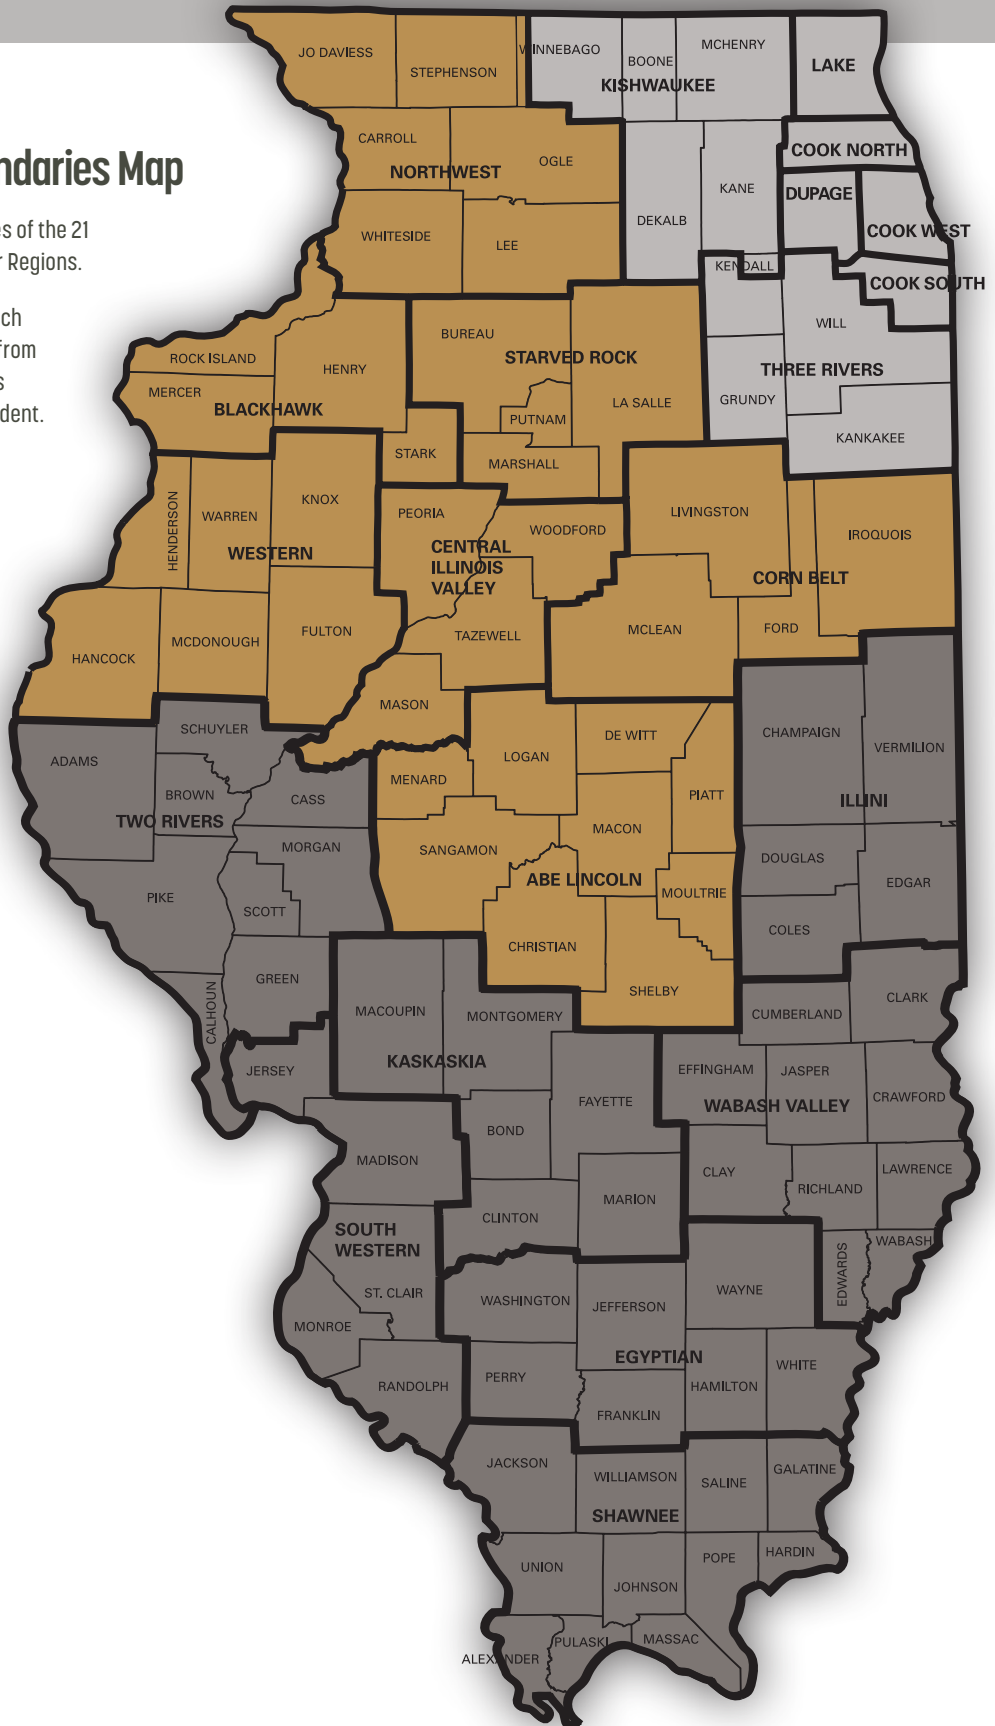 ndaries Map
es of the 21
r Regions.
ch
from
s
dent.
JO DAVIESS
STEPHENSON
WINNEBAGO
BOONE
MCHENRY
LAKE
KISHWAUKEE
CARROLL
OGLE
NORTHWEST
COOK NORTH
KANE
DUPAGE
DEKALB
WHITESIDE
LEE
COOK WEST
KENDALL
COOK SOUTH
BUREAU
WILL
ROCK ISLAND
STARVED ROCK
HENRY
THREE RIVERS
MERCER
BLACKHAWK
LA SALLE
GRUNDY
PUTNAM
KANKAKEE
STARK
MARSHALL
KNOX
PEORIA
LIVINGSTON
HENDERSON
WARREN
WOODFORD
IROQUOIS
WESTERN
CENTRAL
ILLINOIS
VALLEY
CORN BELT
FULTON
MCDONOUGH
TAZEWELL
MCLEAN
FORD
HANCOCK
MASON
SCHUYLER
CHAMPAIGN
DE WITT
VERMILION
ADAMS
LOGAN
MENARD
BROWN
CASS
PIATT
ILLINI
TWO RIVERS
MACON
MORGAN
SANGAMON
DOUGLAS
ABE LINCOLN
EDGAR
PIKE
MOULTRIE
SCOTT
COLES
CHRISTIAN
GREEN
SHELBY
CLARK
CALHOUN
MACOUPIN
MONTGOMERY
CUMBERLAND
KASKASKIA
JERSEY
EFFINGHAM
JASPER
FAYETTE
WABASH VALLEY
CRAWFORD
BOND
MADISON
CLAY
LAWRENCE
RICHLAND
MARION
CLINTON
SOUTH
WESTERN
WABASH
EDWARDS
ST. CLAIR
WASHINGTON
JEFFERSON
WAYNE
MONROE
EGYPTIAN
WHITE
PERRY
RANDOLPH
HAMILTON
FRANKLIN
JACKSON
WILLIAMSON
SALINE
GALATINE
SHAWNEE
HARDIN
POPE
UNION
JOHNSON
PULASKI
MASSAC
ALEXANDER